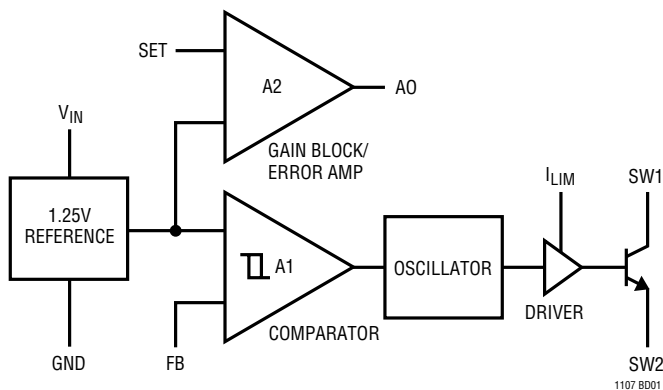 SET
A2
AO
V_IN
GAIN BLOCK/
ERROR AMP
I_LIM
SW1
1.25V
REFERENCE
A1
OSCILLATOR
DRIVER
COMPARATOR
GND
FB
SW2
1107 BD01